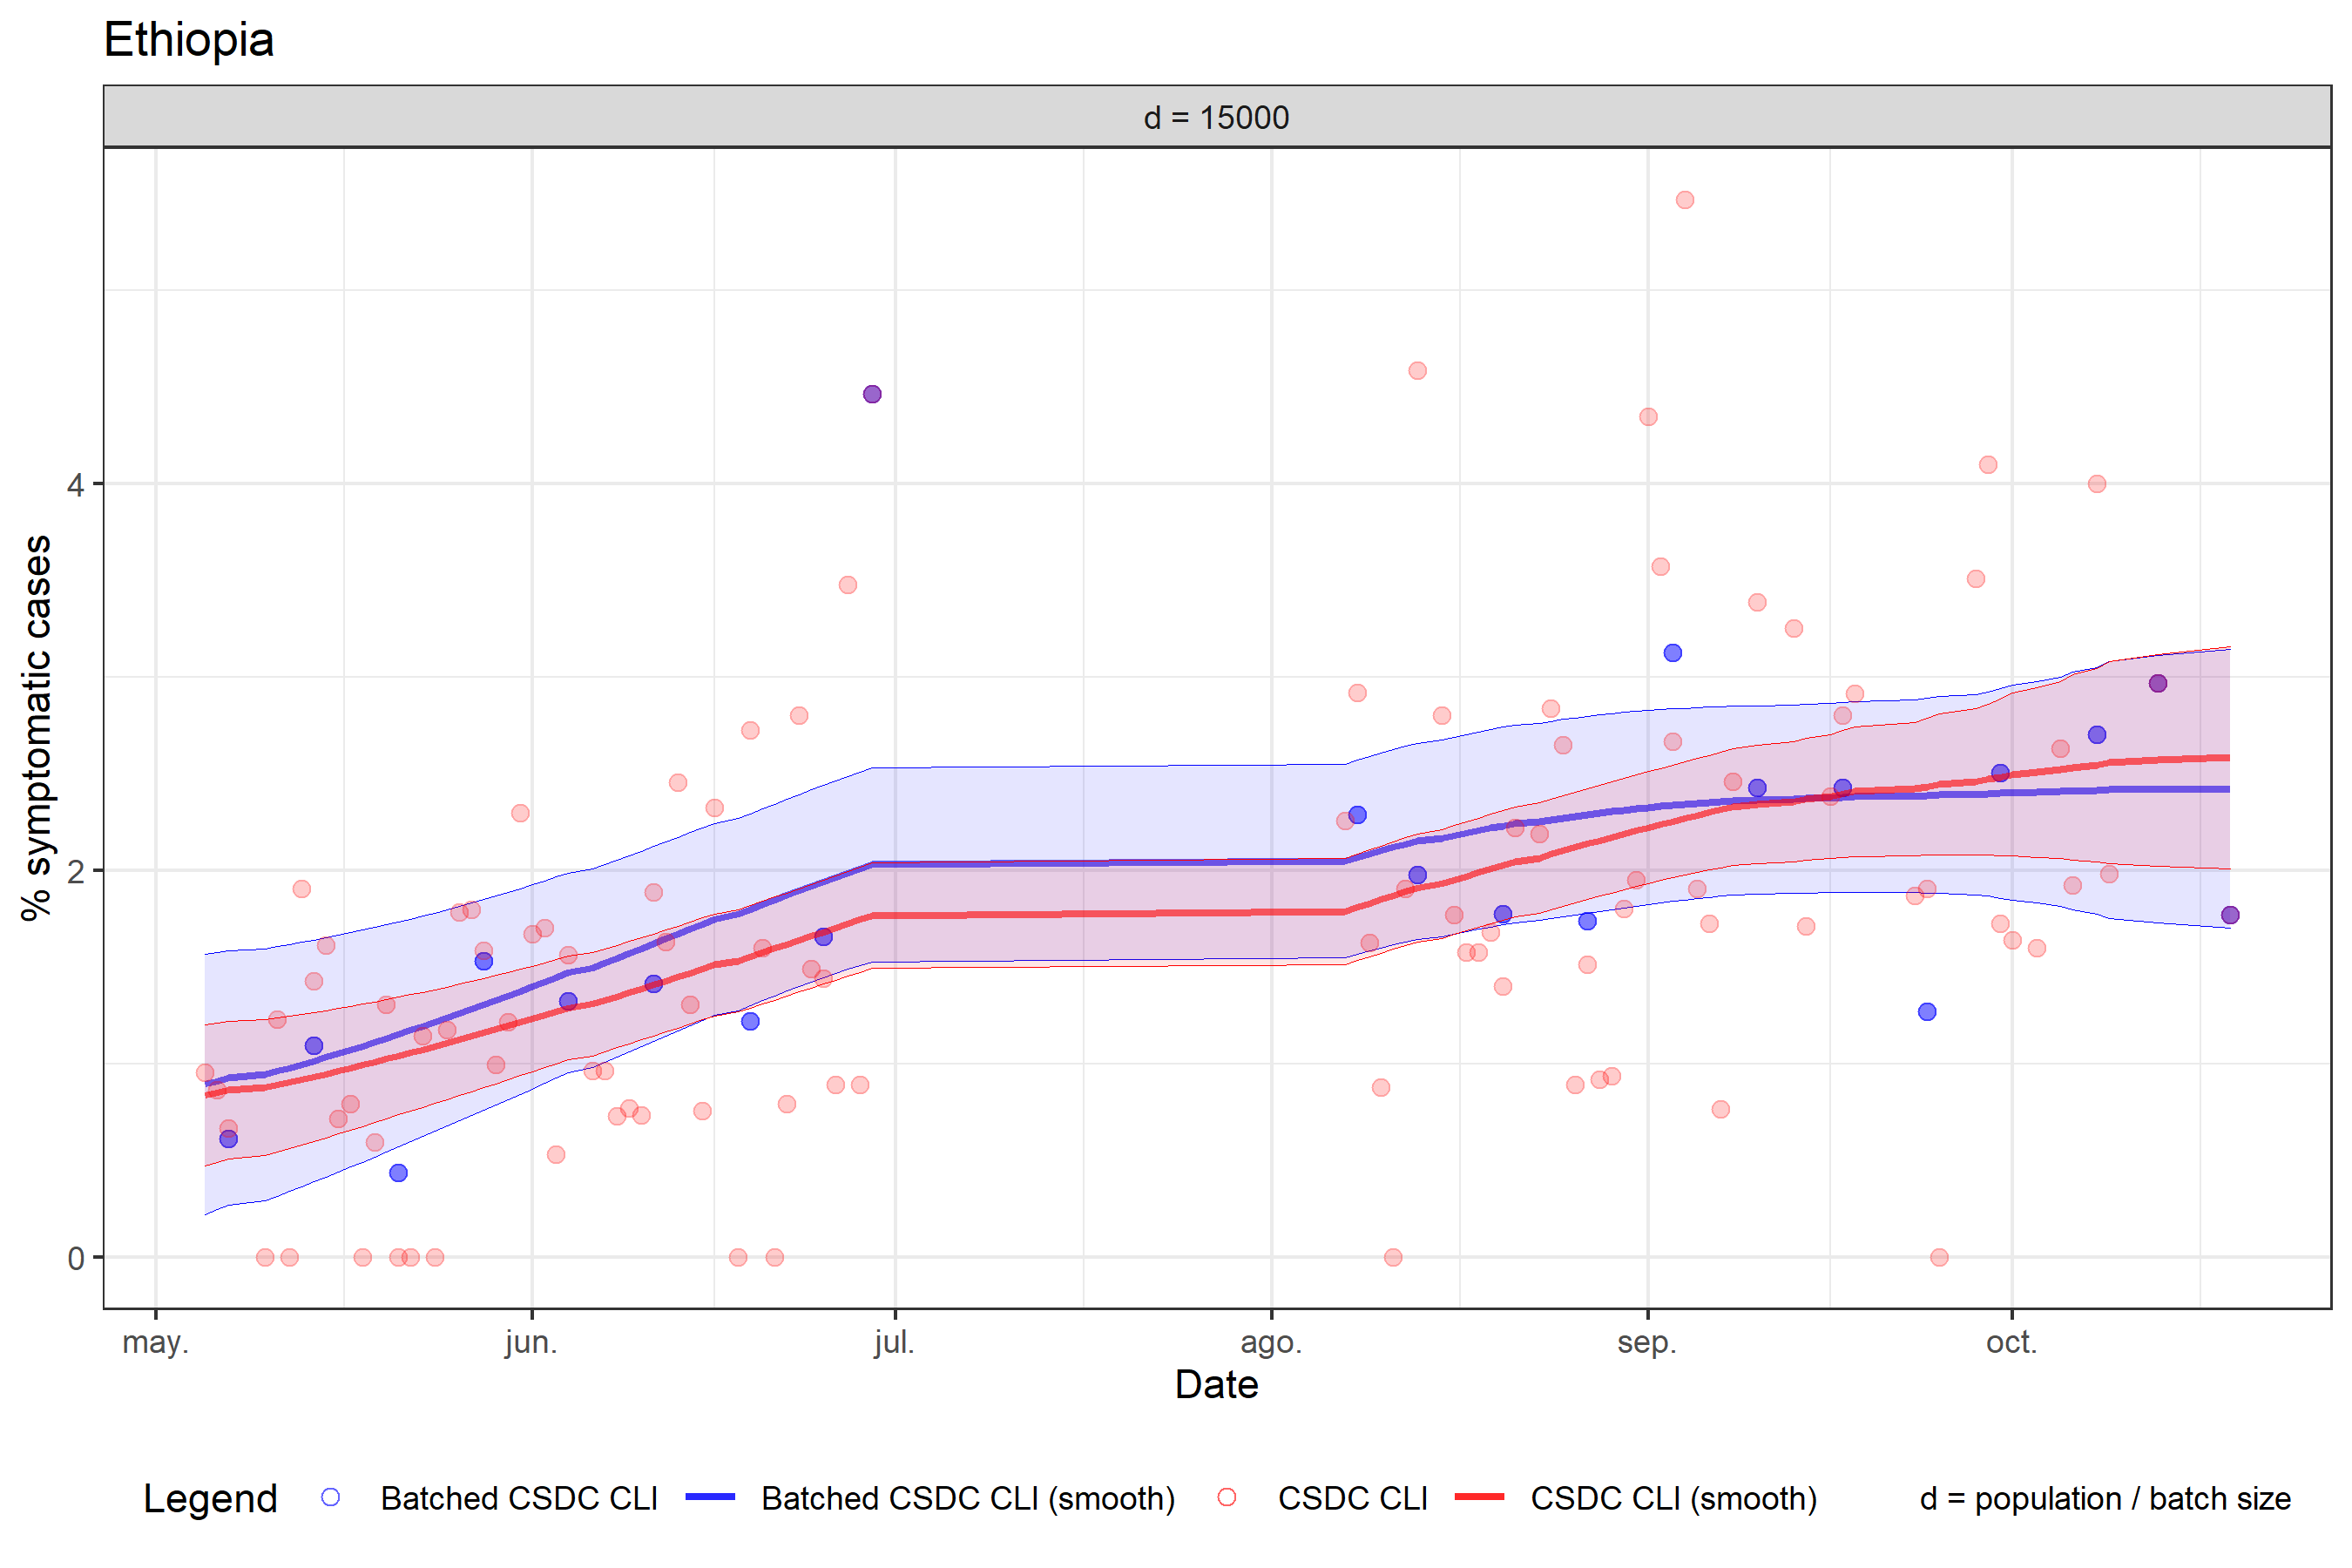 Ethiopia
d = 15000
% symptomatic cases
4
2
0
may.
jun.
jul.
ago.
sep.
oct.
Date
Legend
Batched CSDC CLI
Batched CSDC CLI (smooth)
CSDC CLI
CSDC CLI (smooth)
d = population / batch size